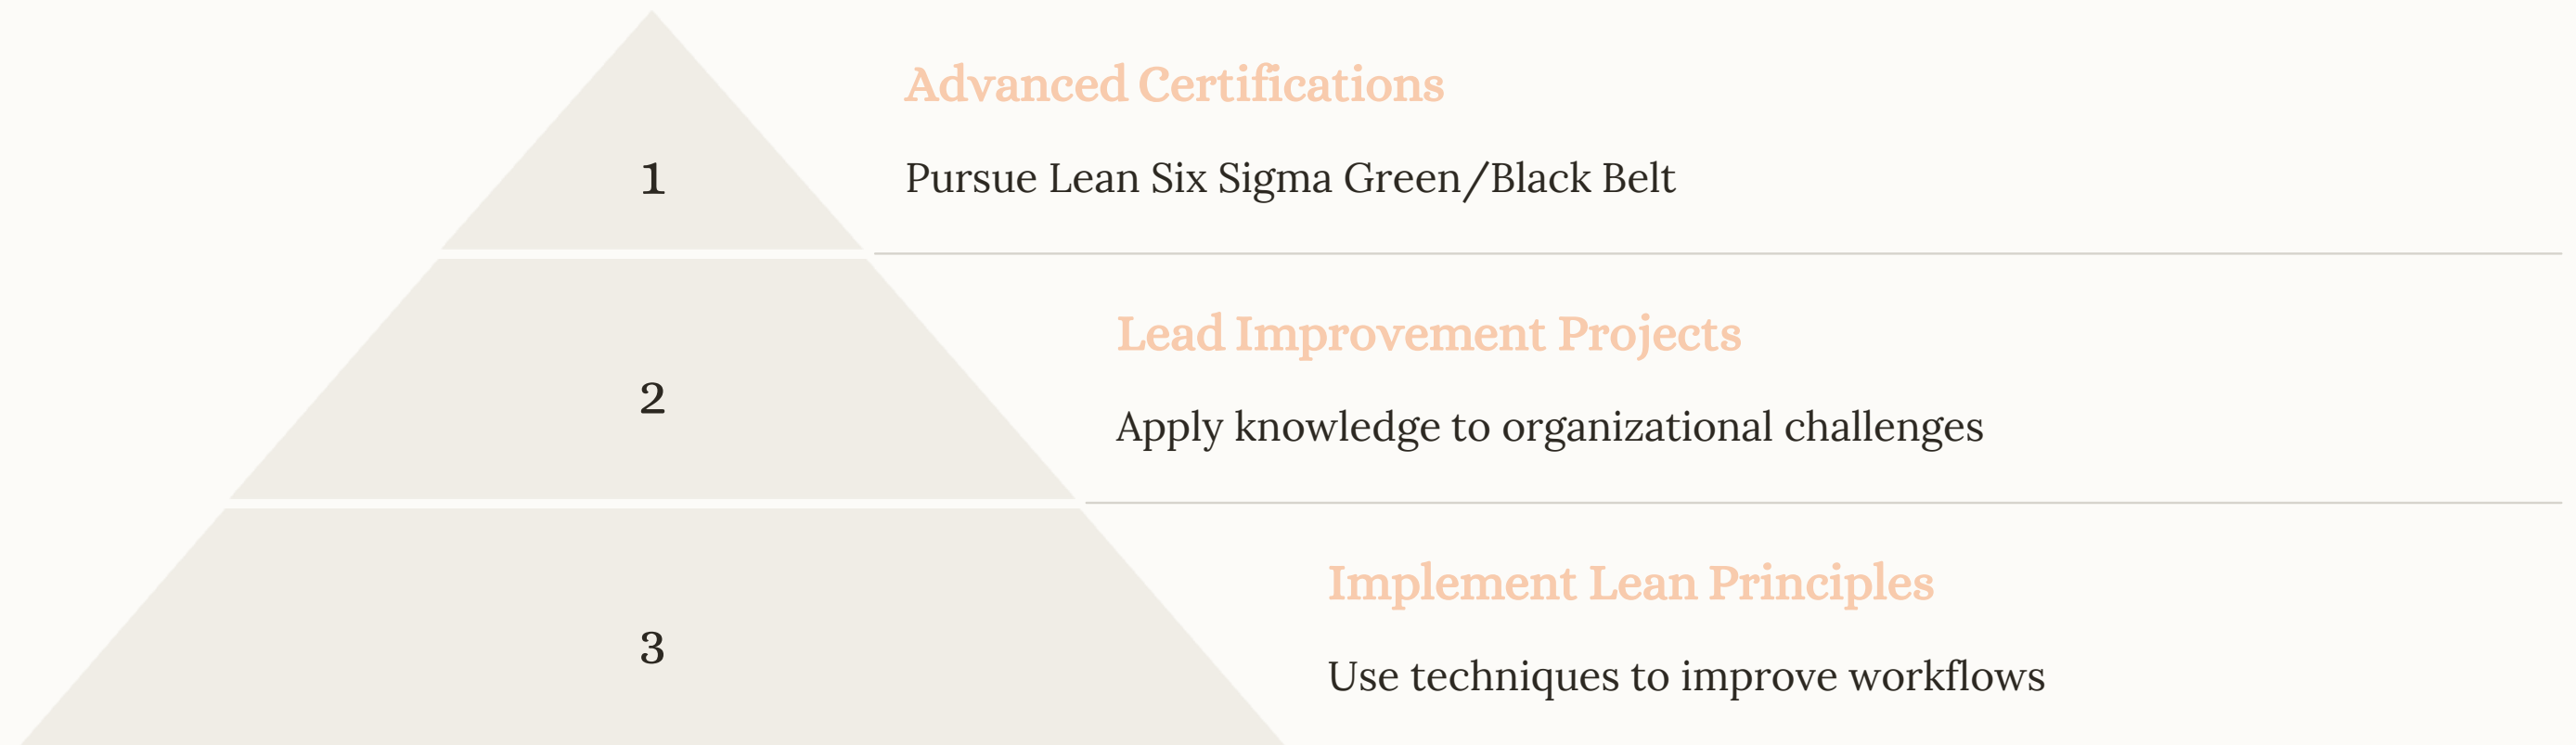 Advanced Certifications
1
Pursue Lean Six Sigma Green/Black Belt
Lead Improvement Projects
2
Apply knowledge to organizational challenges
Implement Lean Principles
3
Use techniques to improve workflows